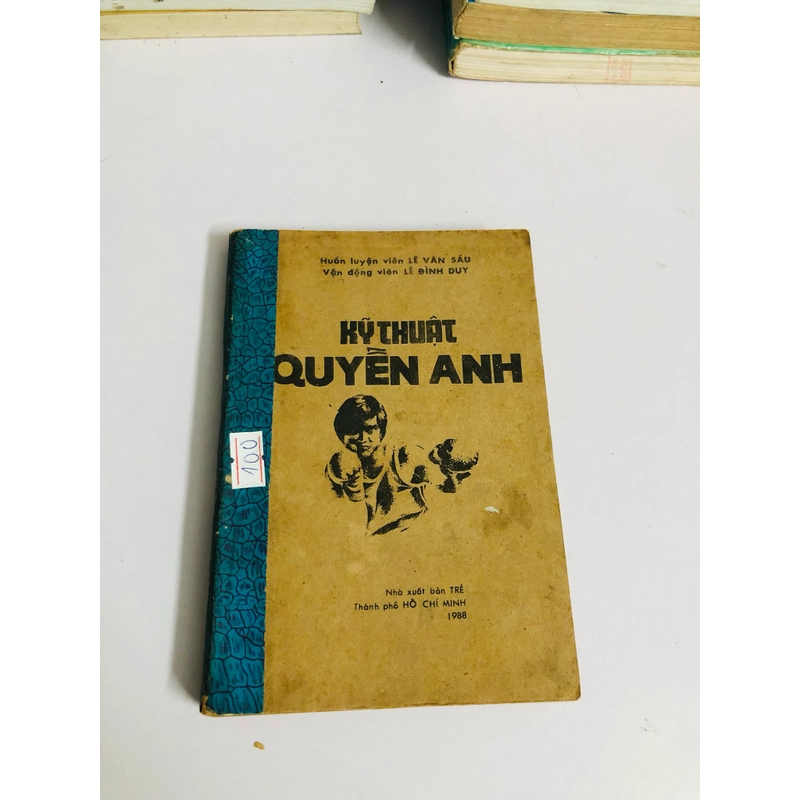 Huấn luyện viên LÊ VĂN SÁU
Vận động viên LÊ ĐÌNH DUY
KỸ THUẬT
QUYỀN ANH
100
Nhà xuất bản TRẺ
Thành phố HỒ CHÍ MINH
1988